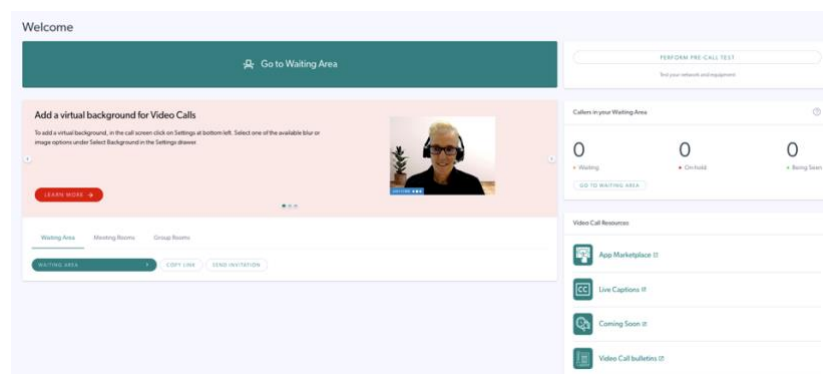 Welcome
Go to Waiting Area
PERFORM PRE-CALL TEST
Test your network and equipment
Add a virtual background for Video Calls
To add a virtual background, in the call screen click on Settings at bottom left. Select one of the available blur or
image options under Select Background in the Settings drawer.
LEARN MORE
Callers in your Waiting Area
0
0
0
Waiting
On-hold
Being Seen
GO TO WAITING AREA
Waiting Area
Meeting Rooms
Group Rooms
WAITING AREA
COPY LINK
SEND INVITATION
Video Call Resources
App Marketplace
CC
Live Captions
Coming Soon
Video Call bulletins